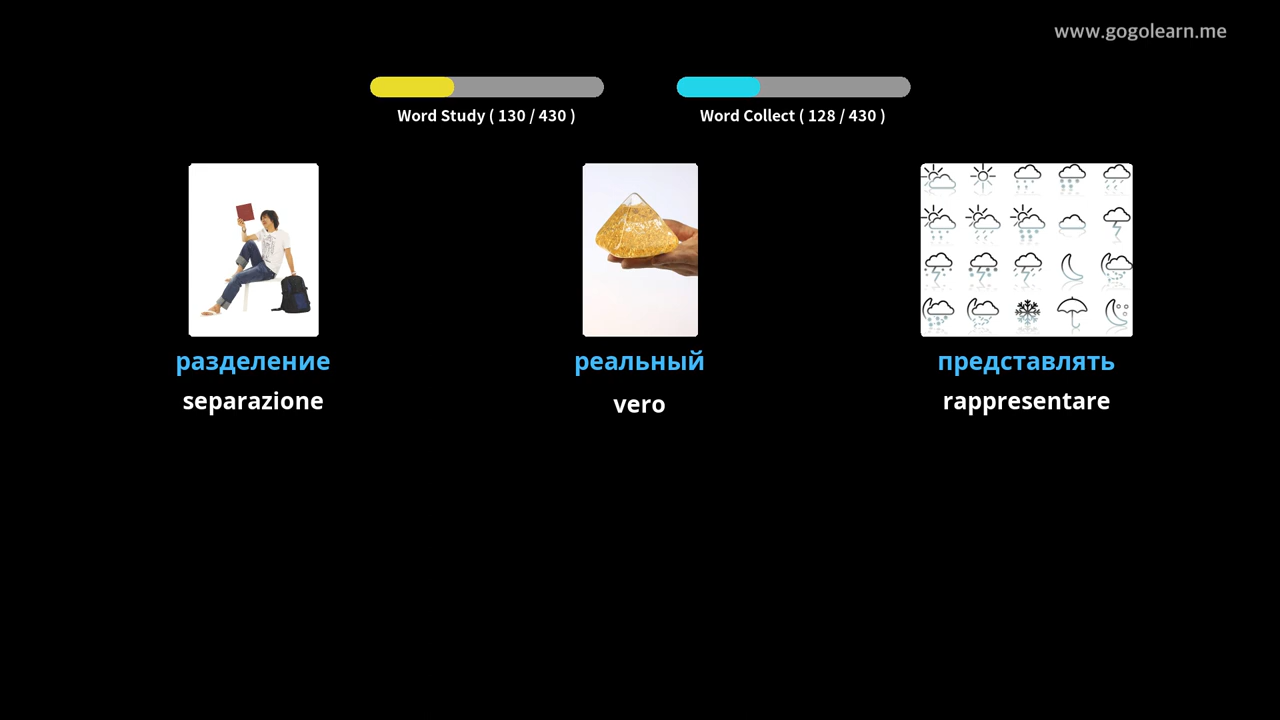 www.gogolearn.me
Word Study ( 130 / 430 )
Word Collect ( 128 / 430 )
разделение
реальный
представлять
separazione
vero
rappresentare